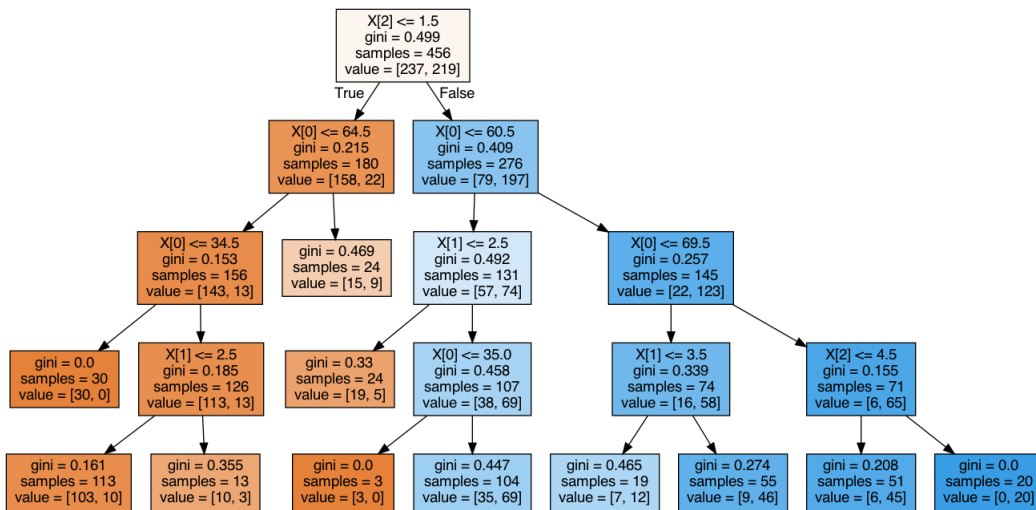 X[2] <= 1.5
gini = 0.499
samples = 456
value = [237, 219]
True
False
X[0] <= 64.5
gini = 0.215
samples = 180
value = [158, 22]
X[0] <= 60.5
gini = 0.409
samples = 276
value = [79, 197]
X[0] <= 34.5
gini = 0.153
samples = 156
value = [143, 13]
gini = 0.469
samples = 24
value = [15, 9]
X[1] <= 2.5
gini = 0.492
samples = 131
value = [57, 74]
X[0] <= 69.5
gini = 0.257
samples = 145
value = [22, 123]
gini = 0.0
samples = 30
value = [30, 0]
X[1] <= 2.5
gini = 0.185
samples = 126
value = [113, 13]
gini = 0.33
samples = 24
value = [19, 5]
X[0] <= 35.0
gini = 0.458
samples = 107
value = [38, 69]
X[1] <= 3.5
gini = 0.339
samples = 74
value = [16, 58]
X[2] <= 4.5
gini = 0.155
samples = 71
value = [6, 65]
gini = 0.161
samples = 113
value = [103, 10]
gini = 0.355
samples = 13
value = [10, 3]
gini = 0.0
samples = 3
value = [3, 0]
gini = 0.447
samples = 104
value = [35, 69]
gini = 0.465
samples = 19
value = [7, 12]
gini = 0.274
samples = 55
value = [9, 46]
gini = 0.208
samples = 51
value = [6, 45]
gini = 0.0
samples = 20
value = [0, 20]